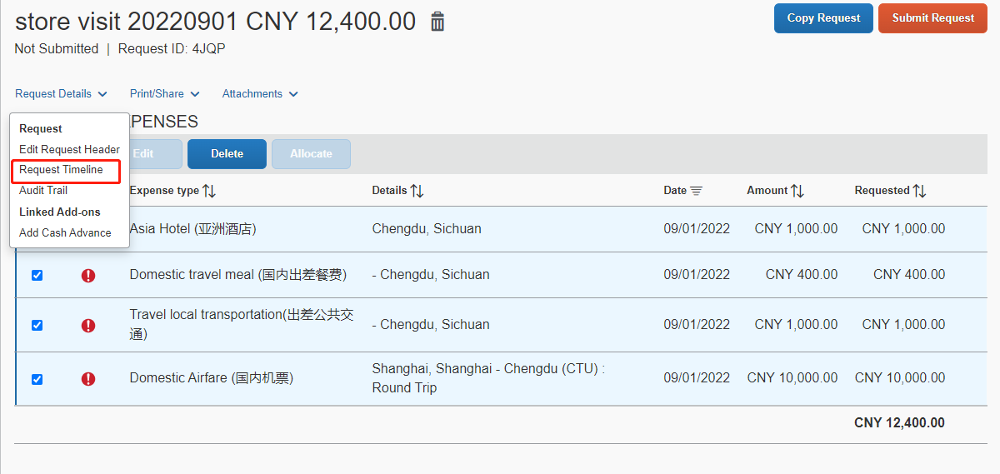 store visit 20220901 CNY 12,400.00
Copy Request
Submit Request
Not Submitted | Request ID: 4JQP
Request Details
Print/Share
Attachments
PENSES
Request
Edit Request Header
Request Timeline
Audit Trail
Linked Add-ons
Add Cash Advance
Edit
Delete
Allocate
Expense type
Details
Date
Amount
Requested
Asia Hotel (亚洲酒店)
Chengdu, Sichuan
09/01/2022
CNY 1,000.00
CNY 1,000.00
Domestic travel meal (国内出差餐费)
- Chengdu, Sichuan
09/01/2022
CNY 400.00
CNY 400.00
Travel local transportation(出差公共交
通)
- Chengdu, Sichuan
09/01/2022
CNY 1,000.00
CNY 1,000.00
Domestic Airfare (国内机票)
Shanghai, Shanghai - Chengdu (CTU) :
Round Trip
09/01/2022
CNY 10,000.00
CNY 10,000.00
CNY 12,400.00